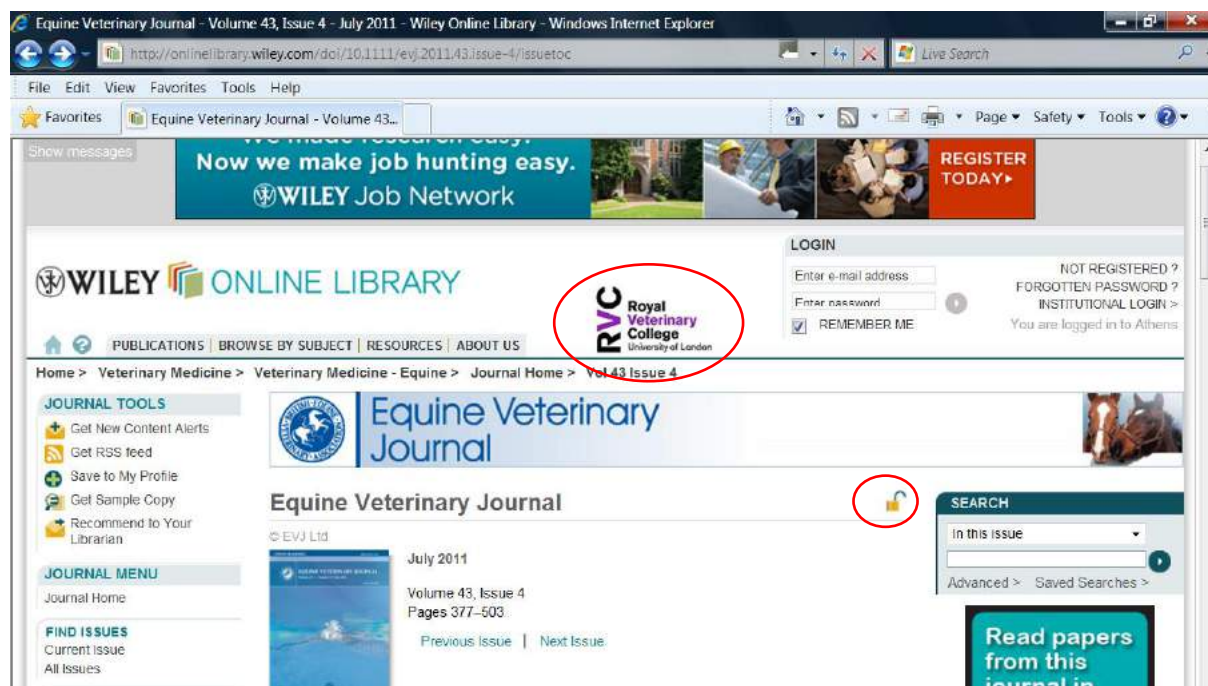 Equine Veterinary Journal - Volume 43, Issue 4 - July 2011 - Wiley Online Library - Windows Internet Explorer
http://onlinelibrary.wiley.com/doi/10.1111/evj.2011.43.issue-4/issuetoc
Live Search
File Edit View Favorites Tools Help
Favorites
Equine Veterinary Journal - Volume 43...
Page Safety Tools
Show messages
We made research easy.
Now we make job hunting easy.
WILEY Job Network
REGISTER
TODAY
WILEY ONLINE LIBRARY
RVC
Royal
Veterinary
College
University of London
LOGIN
Enter e-mail address
Enter password
REMEMBER ME
NOT REGISTERED ?
FORGOTTEN PASSWORD ?
INSTITUTIONAL LOGIN >
You are logged in to Athens
PUBLICATIONS | BROWSE BY SUBJECT | RESOURCES | ABOUT US
Home > Veterinary Medicine > Veterinary Medicine - Equine > Journal Home > Vol 43 Issue 4
JOURNAL TOOLS
Get New Content Alerts
Get RSS feed
Save to My Profile
Get Sample Copy
Recommend to Your
Librarian
JOURNAL MENU
Journal Home
FIND ISSUES
Current Issue
All Issues
Equine Veterinary
Journal
Equine Veterinary Journal
© EVJ Ltd
July 2011
Volume 43, Issue 4
Pages 377–503
Previous Issue | Next Issue
SEARCH
In this issue
Advanced > Saved Searches >
Read papers
from this
journal in